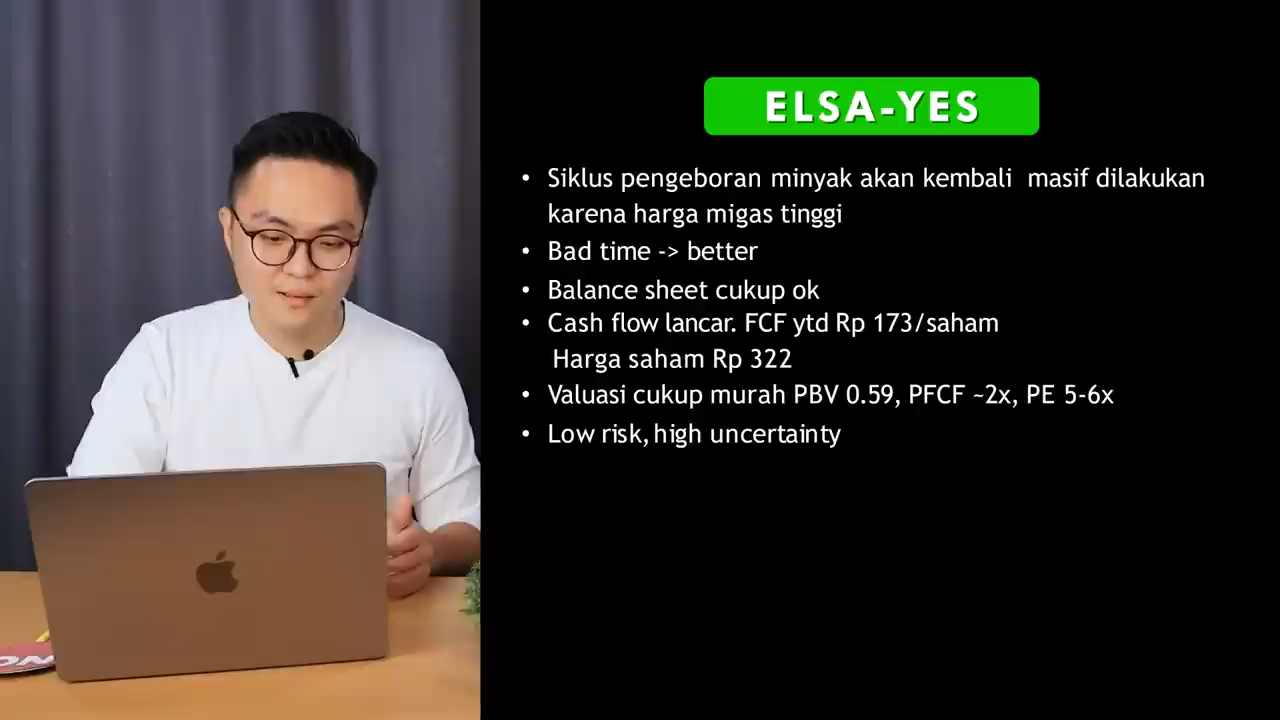 ELSA-YES
• Siklus pengeboran minyak akan kembali masif dilakukan
karena harga migas tinggi
• Bad time -> better
• Balance sheet cukup ok
• Cash flow lancar. FCF ytd Rp 173/saham
Harga saham Rp 322
• Valuasi cukup murah PBV 0.59, PFCF ~2x, PE 5-6x
• Low risk, high uncertainty